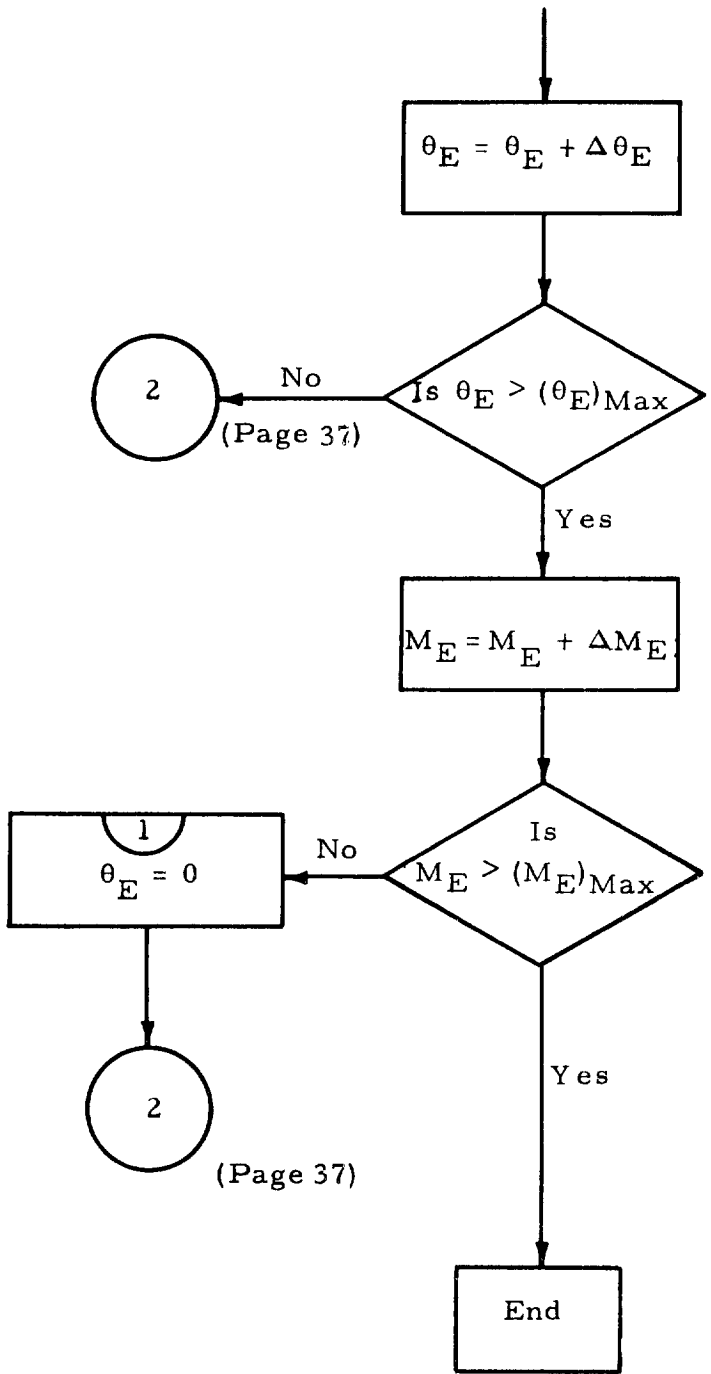 θE = θE + ΔθE
Is θE > (θE)Max
No
2
(Page 37)
Yes
ME = ME + ΔME
Is
ME > (ME)Max
No
1
θE = 0
2
(Page 37)
Yes
End